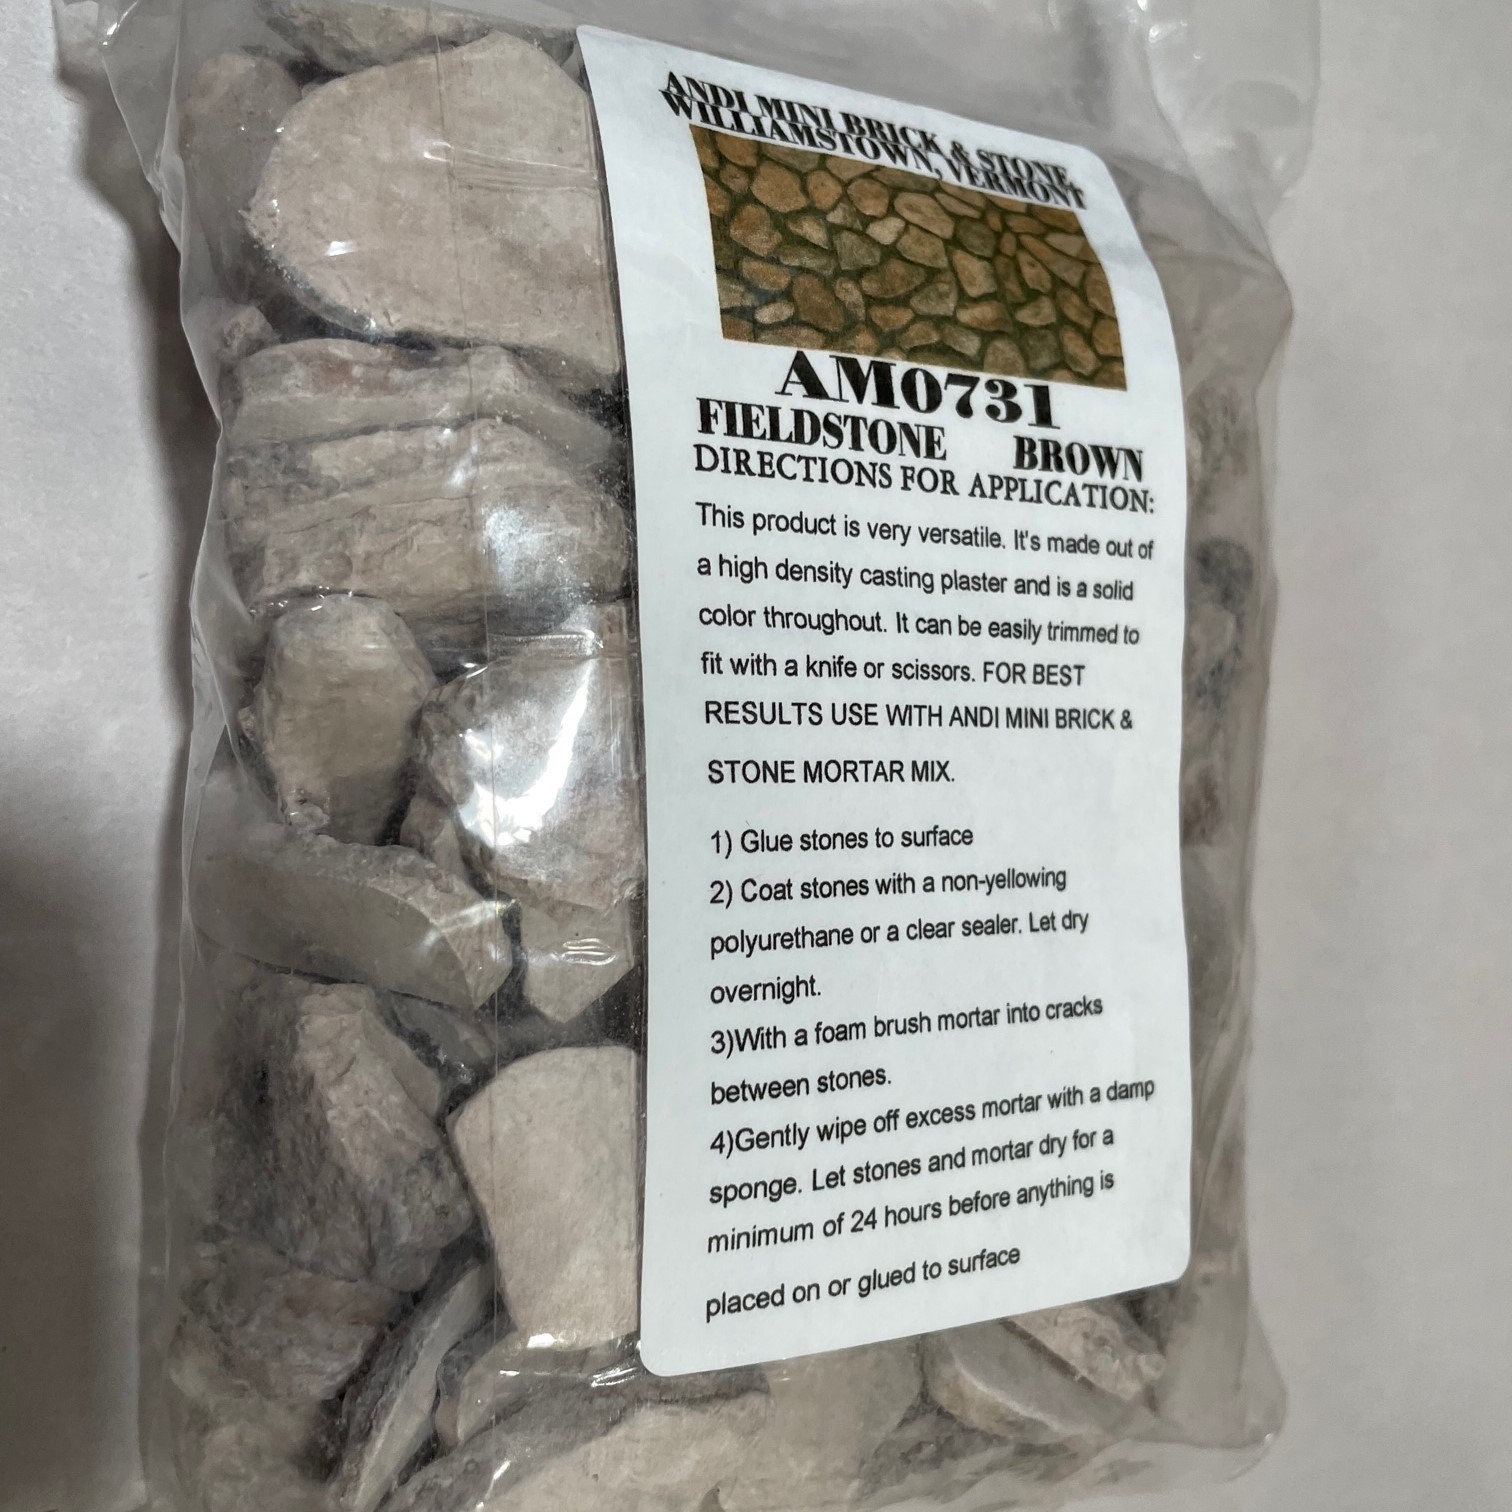 ANDI MINI BRICK & STONE,
WILLIAMSTOWN, VERMONT
AM0731
FIELDSTONE BROWN
DIRECTIONS FOR APPLICATION:
This product is very versatile. It's made out of
a high density casting plaster and is a solid
color throughout. It can be easily trimmed to
fit with a knife or scissors. FOR BEST
RESULTS USE WITH ANDI MINI BRICK &
STONE MORTAR MIX.
1) Glue stones to surface
2) Coat stones with a non-yellowing
polyurethane or a clear sealer. Let dry
overnight.
3)With a foam brush mortar into cracks
between stones.
4)Gently wipe off excess mortar with a damp
sponge. Let stones and mortar dry for a
minimum of 24 hours before anything is
placed on or glued to surface